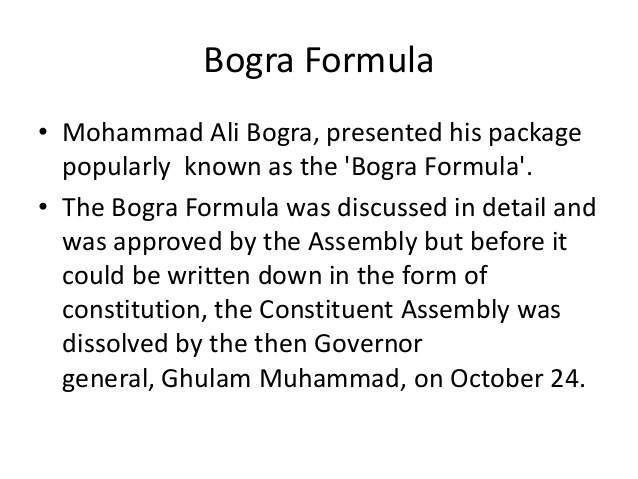 Bogra Formula
• Mohammad Ali Bogra, presented his package
popularly  known as the 'Bogra Formula'.
• The Bogra Formula was discussed in detail and
was approved by the Assembly but before it
could be written down in the form of
constitution, the Constituent Assembly was
dissolved by the then Governor
general, Ghulam Muhammad, on October 24.